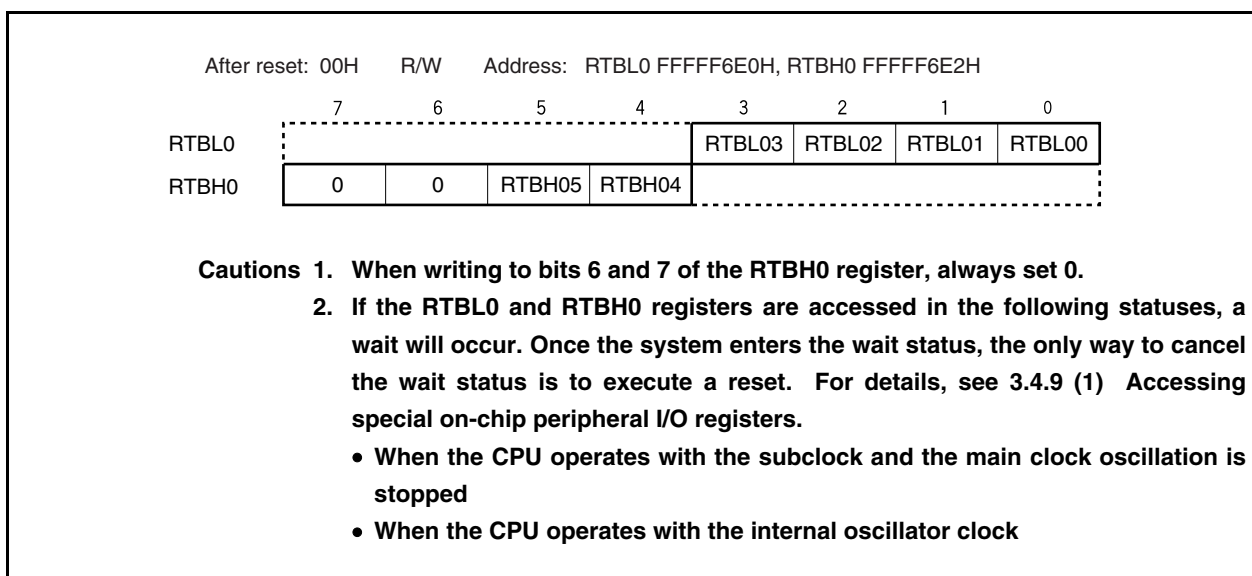 After reset: 00H R/W Address: RTBL0 FFFFF6E0H, RTBH0 FFFFF6E2H
7 6 5 4 3 2 1 0
RTBL0 RTBL03 RTBL02 RTBL01 RTBL00
RTBH0 0 0 RTBH05 RTBH04
Cautions 1. When writing to bits 6 and 7 of the RTBH0 register, always set 0.
2. If the RTBL0 and RTBH0 registers are accessed in the following statuses, a
wait will occur. Once the system enters the wait status, the only way to cancel
the wait status is to execute a reset. For details, see 3.4.9 (1) Accessing
special on-chip peripheral I/O registers.
• When the CPU operates with the subclock and the main clock oscillation is
stopped
• When the CPU operates with the internal oscillator clock